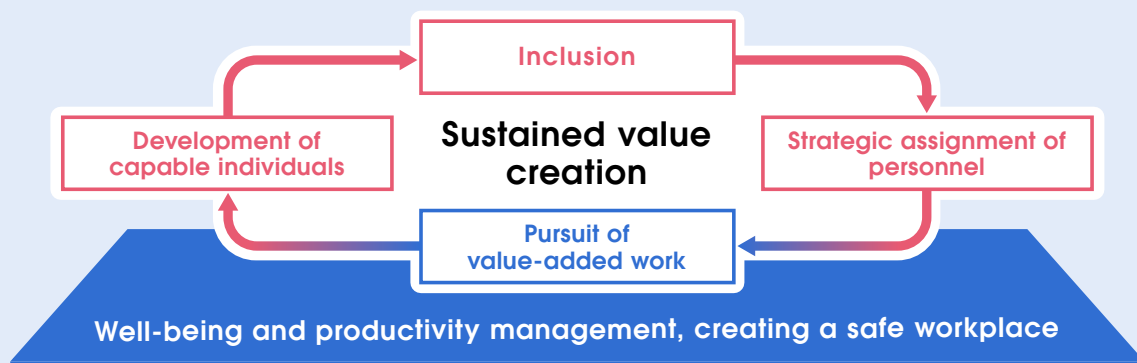 Inclusion
Development of
capable individuals
Sustained value
creation
Strategic assignment of
personnel
Pursuit of
value-added work
Well-being and productivity management, creating a safe workplace